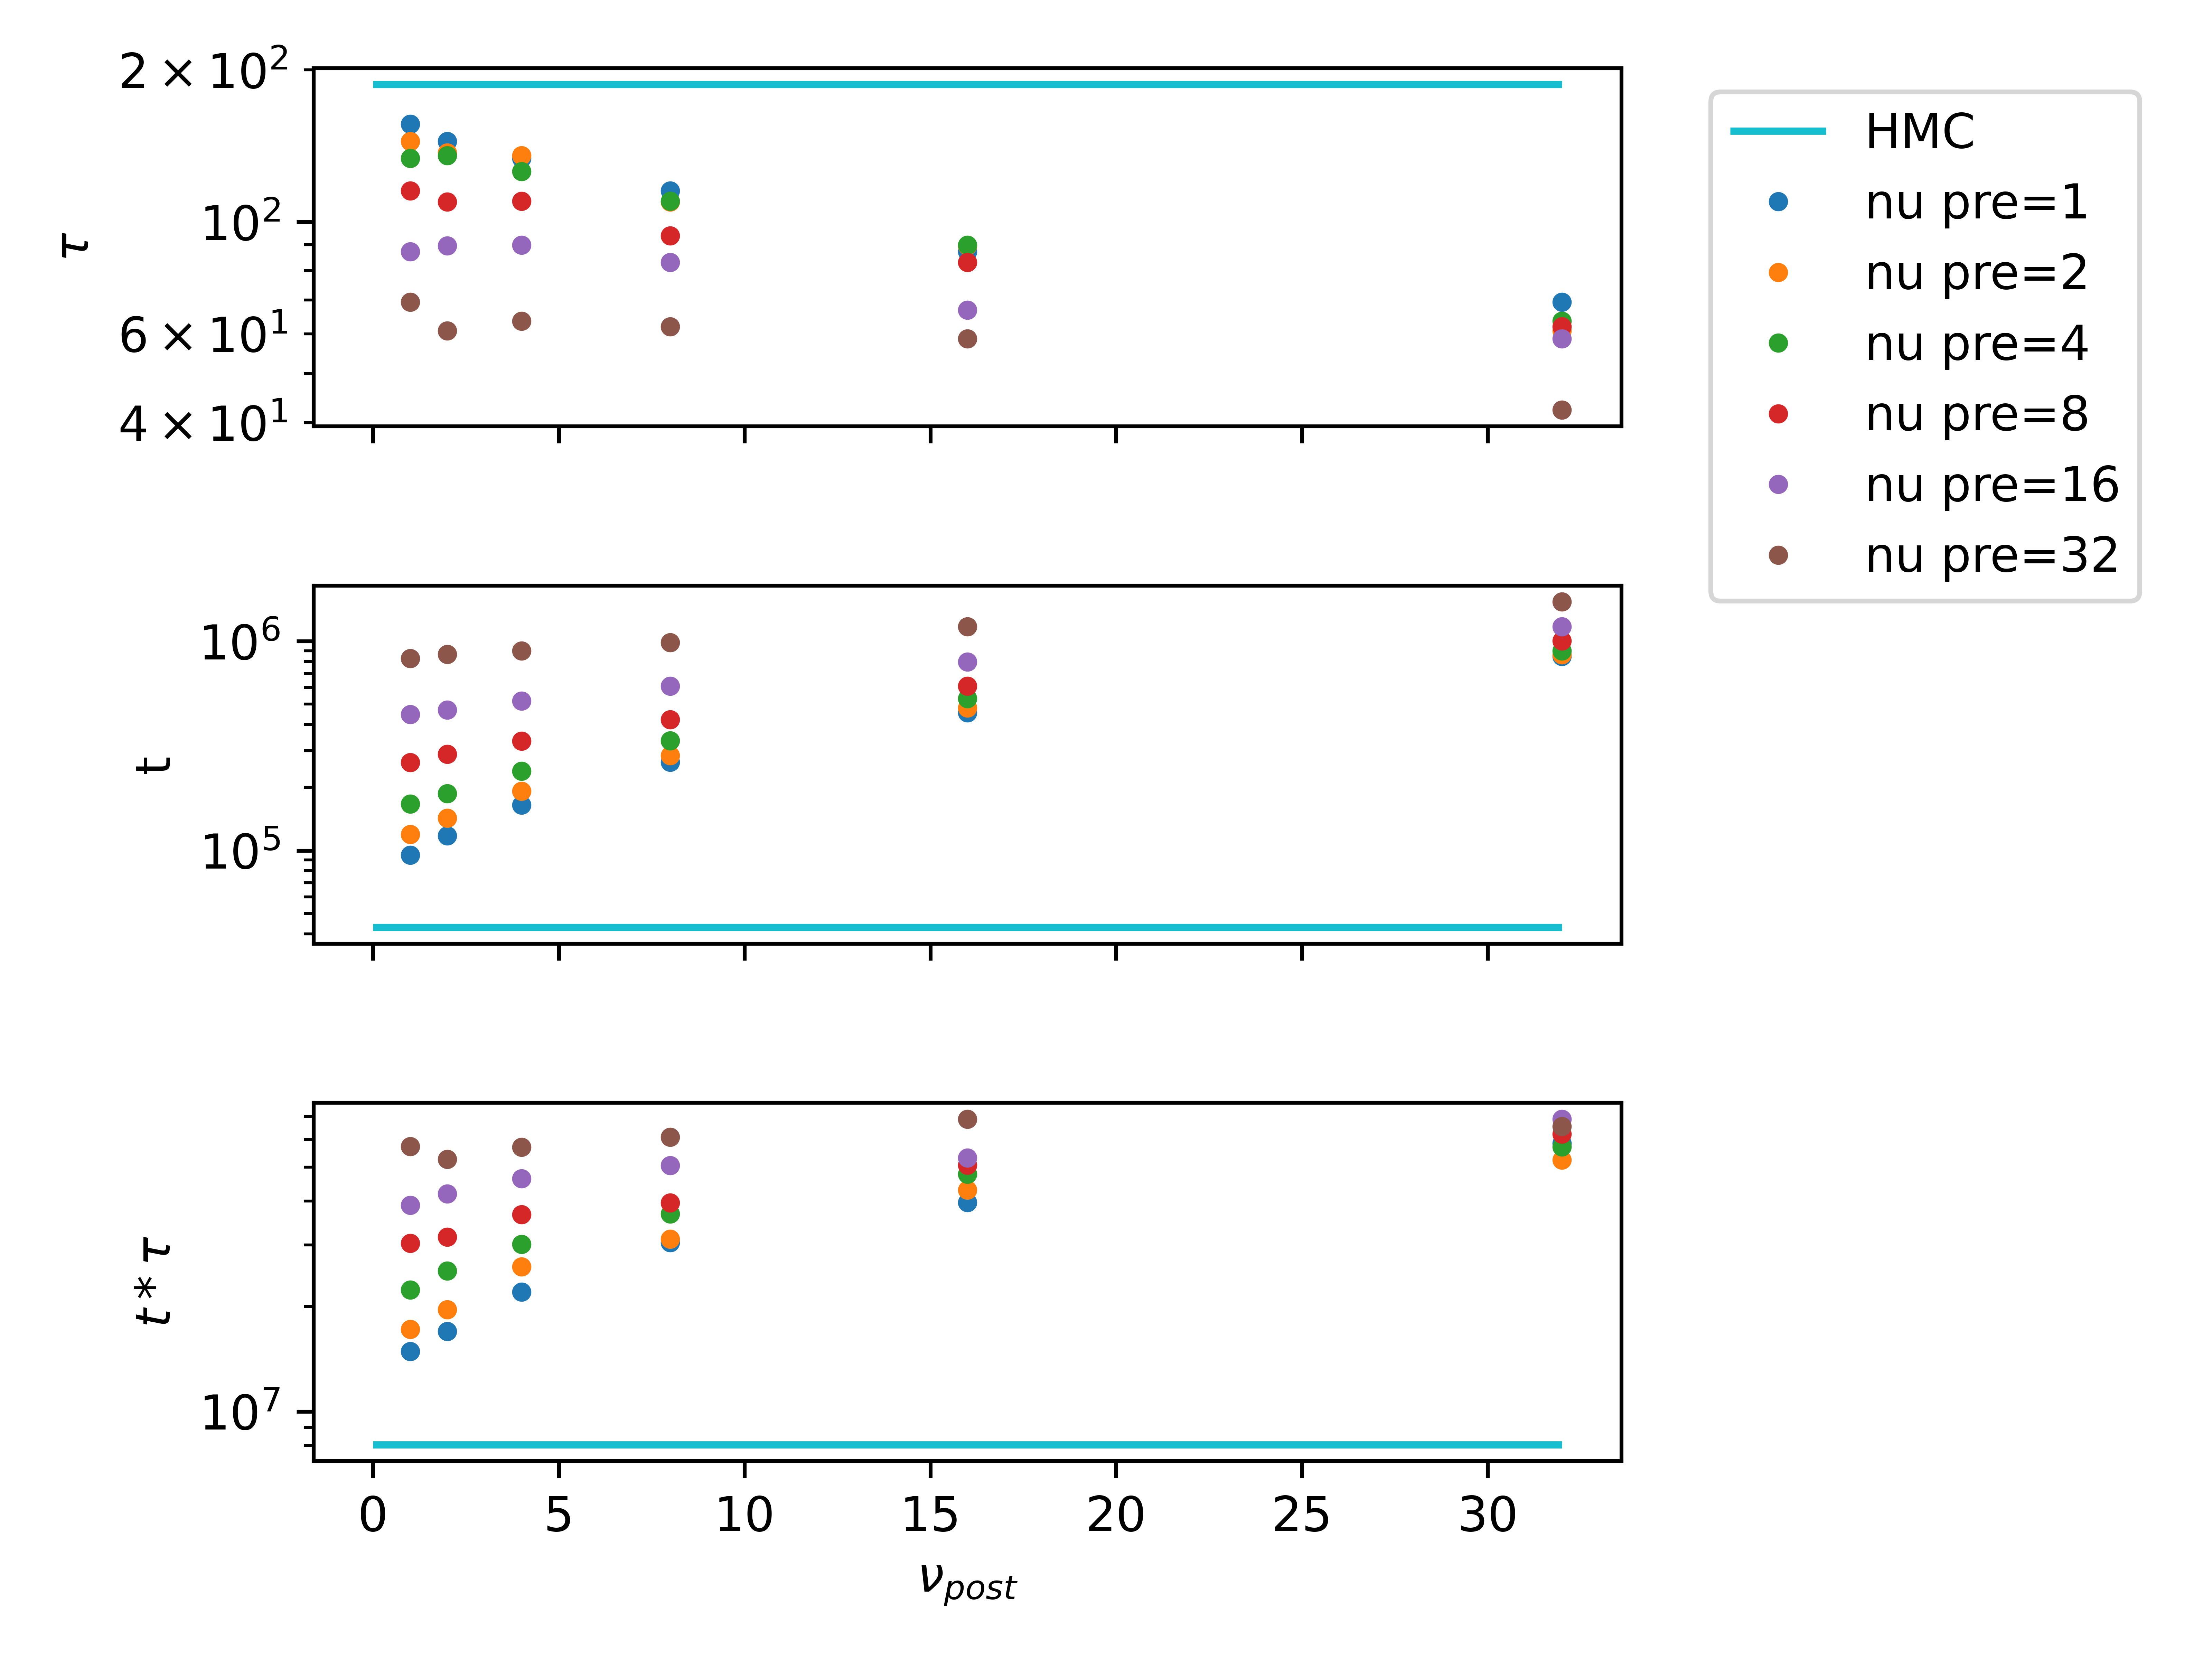 2 × 10²
10²
6 × 10¹
4 × 10¹
τ
HMC
nu pre=1
nu pre=2
nu pre=4
nu pre=8
nu pre=16
nu pre=32
10⁶
10⁵
t
10⁷
t * τ
0 5 10 15 20 25 30
ν_post